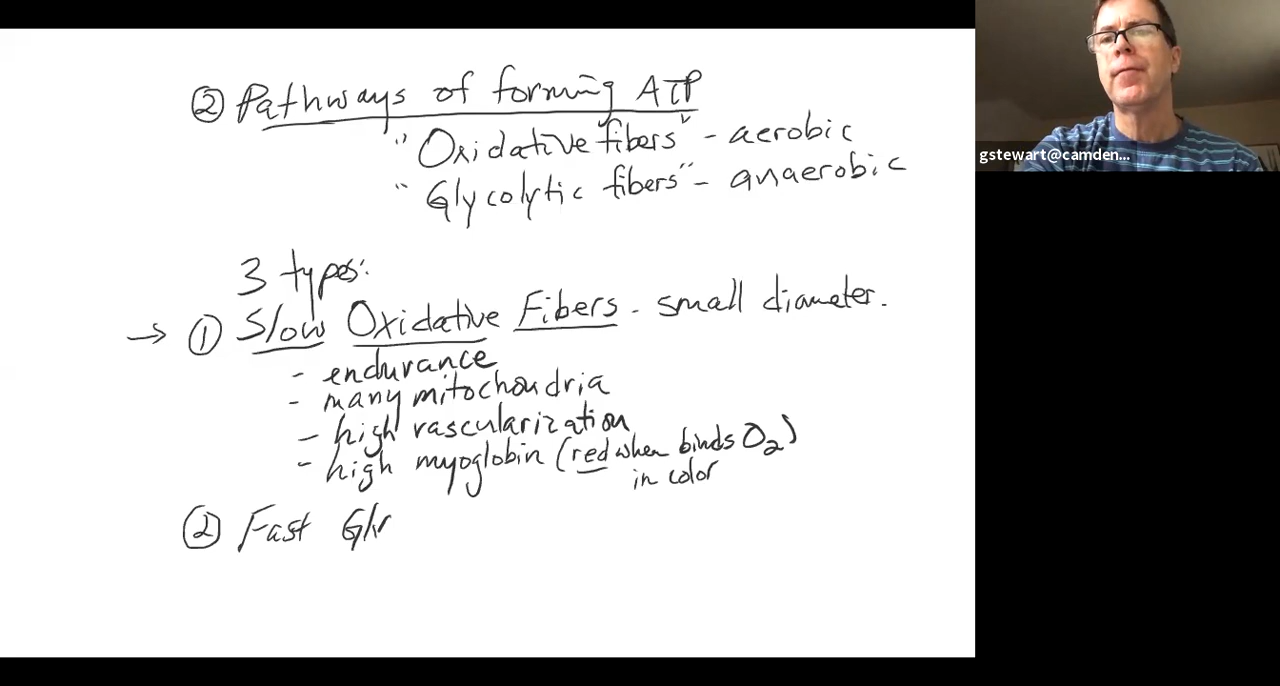 ② Pathways of forming ATP
"Oxidative fibers" - aerobic
"Glycolytic fibers" - anaerobic
gstewart@camden...
3 types:
→ ① Slow Oxidative Fibers - small diameter.
- endurance
- many mitochondria
- high vascularization
- high myoglobin (red when binds O₂)
in color
② Fast Gly